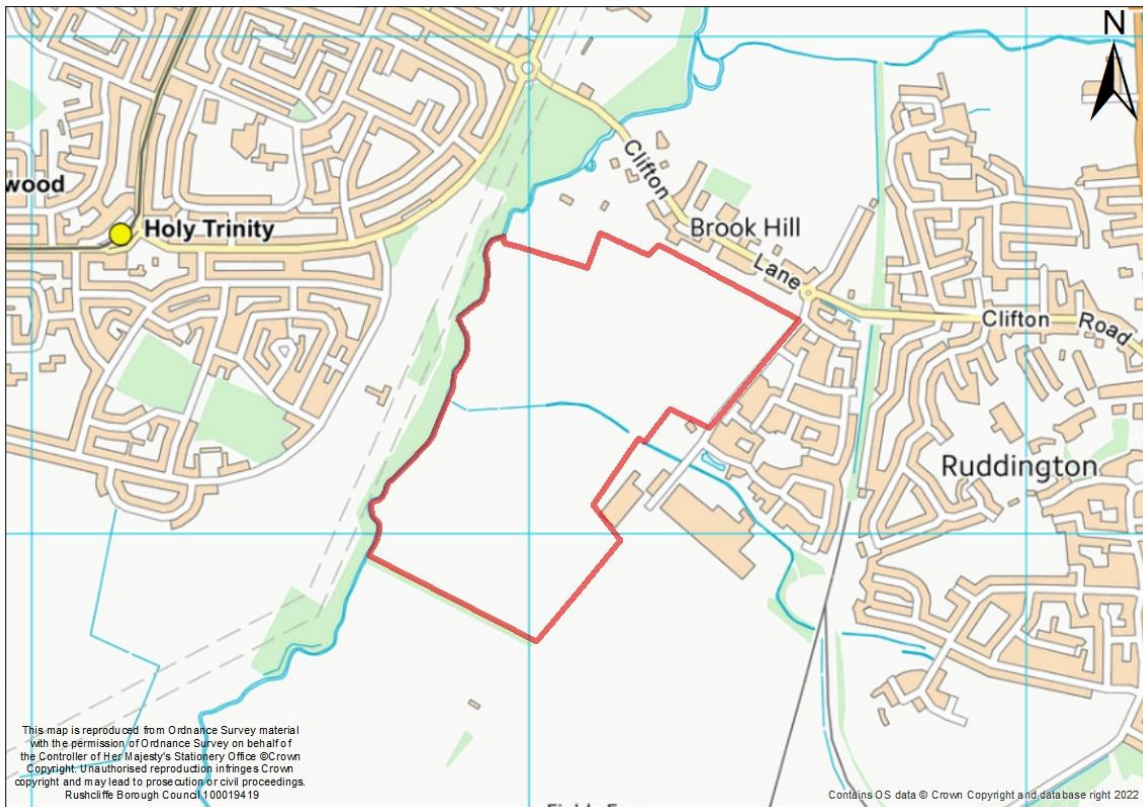 N
Clifton
wood
Holy Trinity
Brook Hill
Lane
Clifton Road
Ruddington
This map is reproduced from Ordnance Survey material
with the permission of Ordnance Survey on behalf of
the Controller of Her Majesty's Stationery Office ©Crown
Copyright. Unauthorised reproduction infringes Crown
copyright and may lead to prosecution or civil proceedings.
Rushcliffe Borough Council 100019419
Contains OS data © Crown Copyright and database right 2022